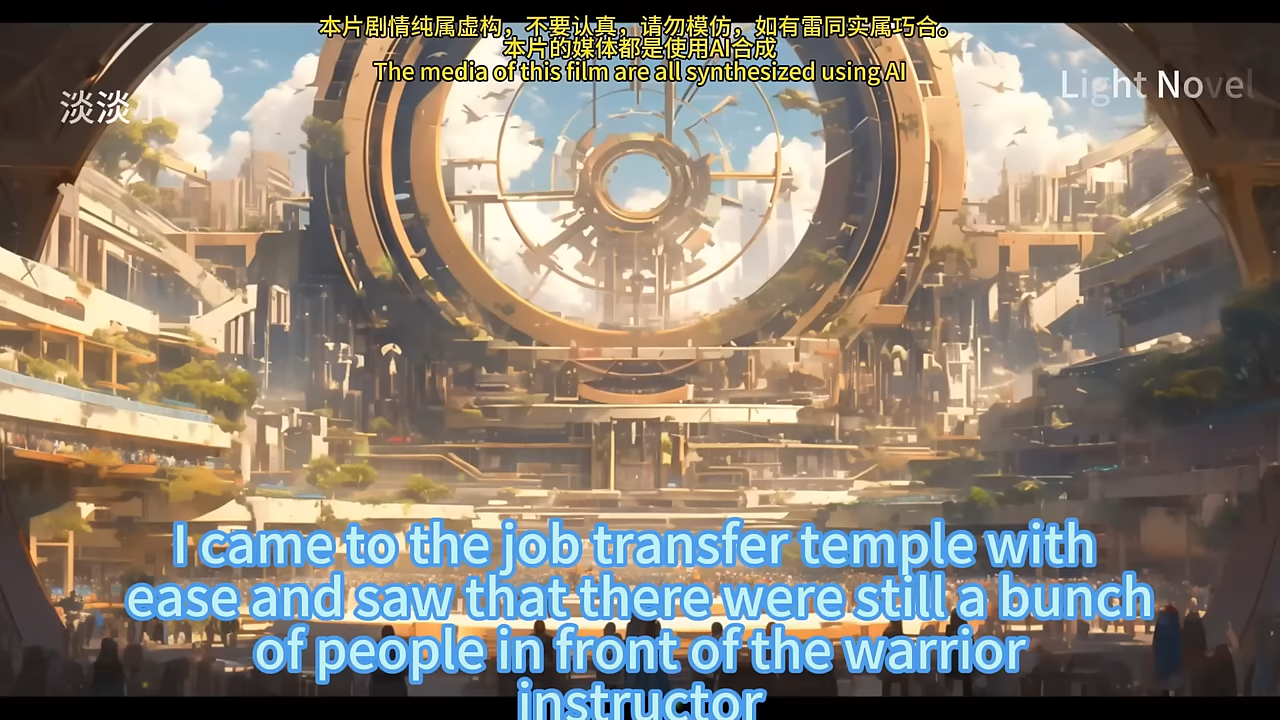 本片剧情纯属虚构，不要认真，请勿模仿，如有雷同实属巧合。
本片的媒体都是使用AI合成
The media of this film are all synthesized using AI
Light Novel
淡淡
I came to the job transfer temple with
ease and saw that there were still a bunch
of people in front of the warrior
instructor